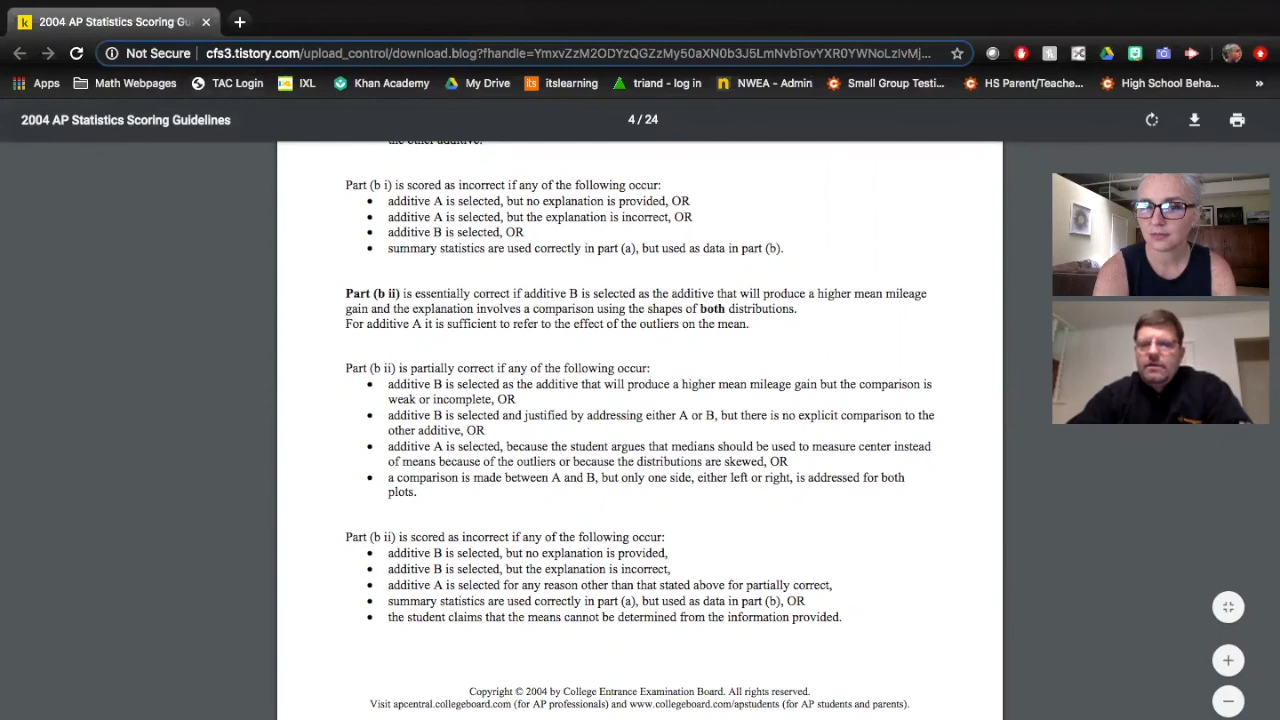 k 2004 AP Statistics Scoring Gui
Not Secure cfs3.tistory.com/upload_control/download.blog?fhandle=YmxvZzM2ODYzQGZzMy50aXN0b3J5LmNvbTovYXR0YWNoLzIvMj...
Apps Math Webpages TAC Login IXL Khan Academy My Drive its itslearning triand - log in NWEA - Admin Small Group Testi... HS Parent/Teache... High School Beha... »
2004 AP Statistics Scoring Guidelines 4 / 24
the other additive.
Part (b i) is scored as incorrect if any of the following occur:
• additive A is selected, but no explanation is provided, OR
• additive A is selected, but the explanation is incorrect, OR
• additive B is selected, OR
• summary statistics are used correctly in part (a), but used as data in part (b).
Part (b ii) is essentially correct if additive B is selected as the additive that will produce a higher mean mileage
gain and the explanation involves a comparison using the shapes of both distributions.
For additive A it is sufficient to refer to the effect of the outliers on the mean.
Part (b ii) is partially correct if any of the following occur:
• additive B is selected as the additive that will produce a higher mean mileage gain but the comparison is
weak or incomplete, OR
• additive B is selected and justified by addressing either A or B, but there is no explicit comparison to the
other additive, OR
• additive A is selected, because the student argues that medians should be used to measure center instead
of means because of the outliers or because the distributions are skewed, OR
• a comparison is made between A and B, but only one side, either left or right, is addressed for both
plots.
Part (b ii) is scored as incorrect if any of the following occur:
• additive B is selected, but no explanation is provided,
• additive B is selected, but the explanation is incorrect,
• additive A is selected for any reason other than that stated above for partially correct,
• summary statistics are used correctly in part (a), but used as data in part (b), OR
• the student claims that the means cannot be determined from the information provided.
Copyright © 2004 by College Entrance Examination Board. All rights reserved.
Visit apcentral.collegeboard.com (for AP professionals) and www.collegeboard.com/apstudents (for AP students and parents).